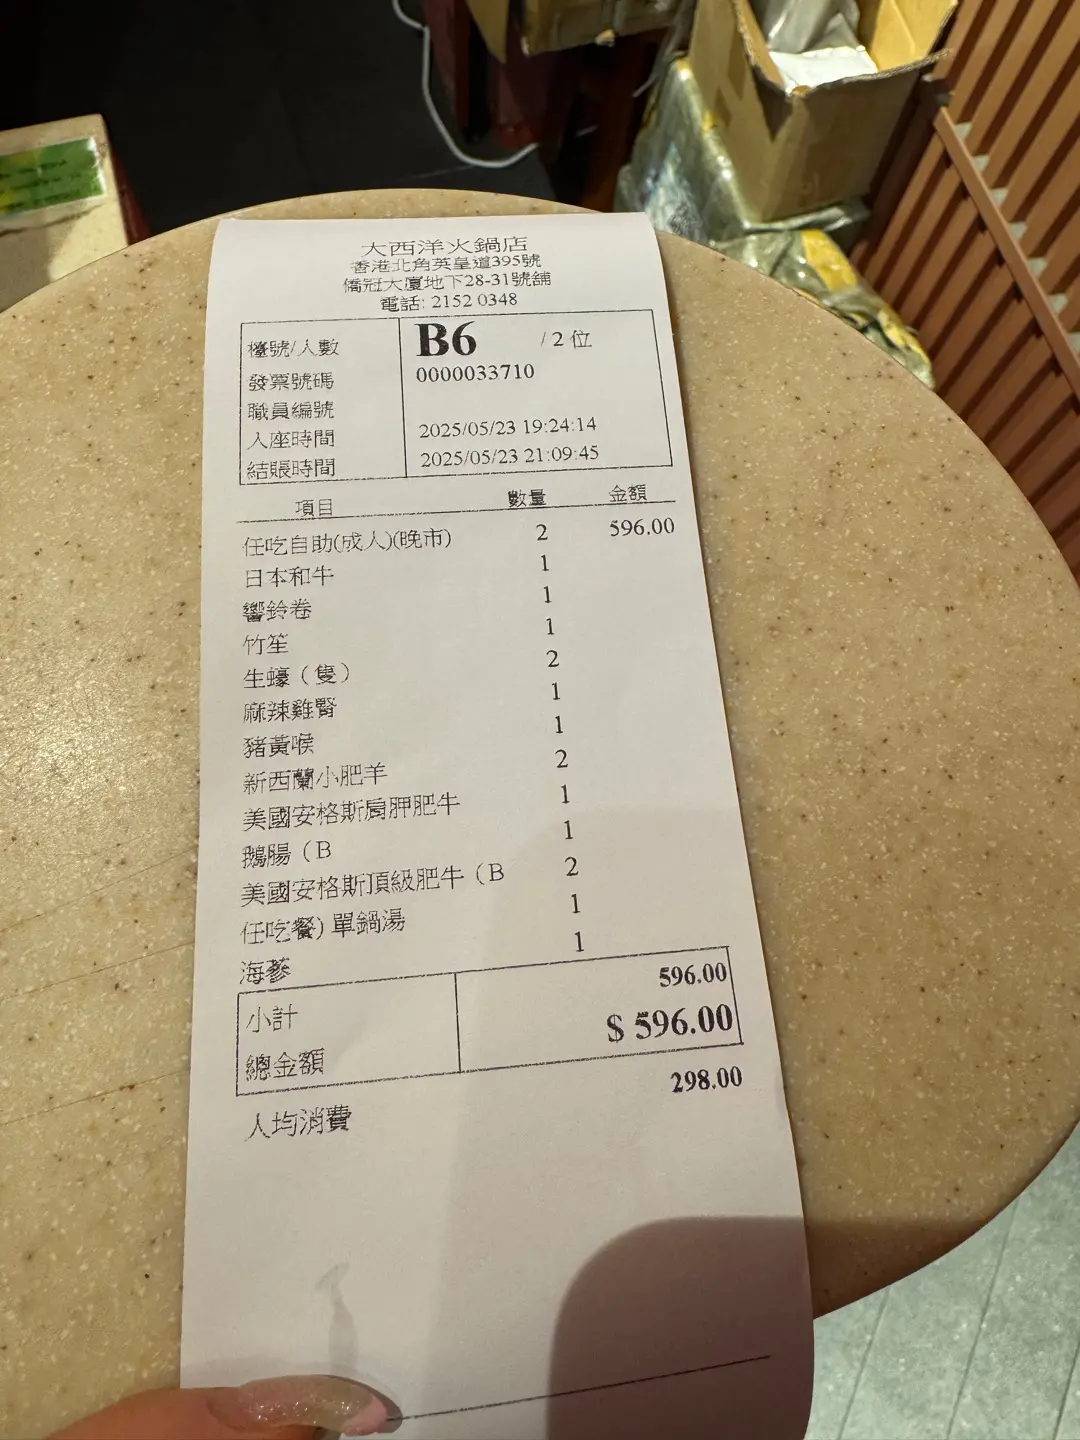 大西洋火鍋店
香港北角英皇道395號
僑冠大廈地下28-31號舖
電話: 2152 0348
檯號/人數 B6 / 2 位
發票號碼 0000033710
職員編號
入座時間 2025/05/23 19:24:14
結賬時間 2025/05/23 21:09:45
項目 數量 金額
任吃自助(成人)(晚市) 2 596.00
日本和牛 1
響鈴卷 1
竹笙 1
生蠔（隻） 2
麻辣雞腎 1
豬黃喉 1
新西蘭小肥羊 2
美國安格斯肩胛肥牛 1
鵝腸（B 1
美國安格斯頂級肥牛（B 2
任吃餐) 單鍋湯 1
海蔘 1
小計 596.00
總金額 $ 596.00
人均消費 298.00